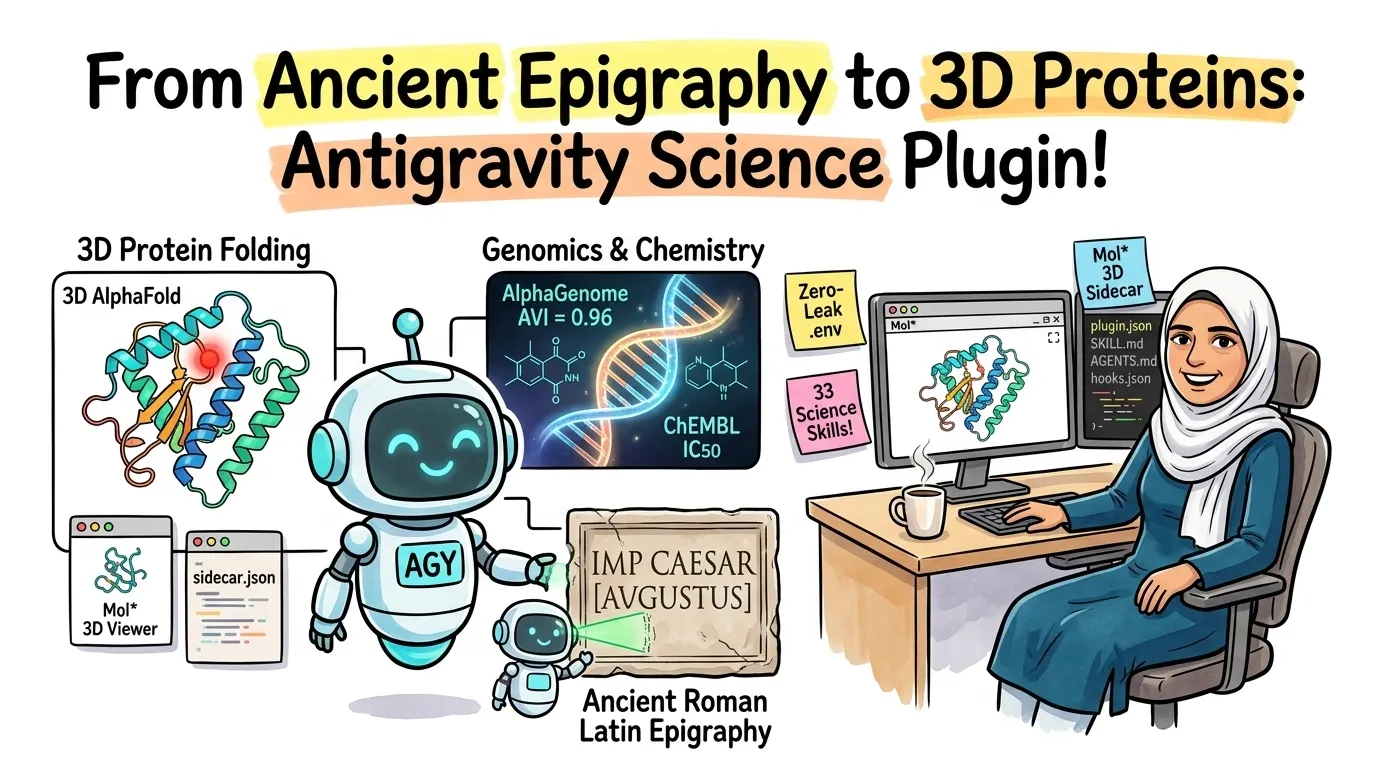 From Ancient Epigraphy to 3D Proteins:
Antigravity Science Plugin!
3D Protein Folding
3D AlphaFold
Mol*
3D Viewer
sidecar.json
AGY
Genomics & Chemistry
AlphaGenome
AVI = 0.96
O
O
NH
O
N
ChEMBL
IC50
IMP CAESAR
[AVGVSTUS]
Ancient Roman
Latin Epigraphy
Zero-
Leak
.env
33
Science
Skills!
Mol*
Mol*
3D
Sidecar
plugin.json
SKILL.md
AGENTS.md
hooks.json